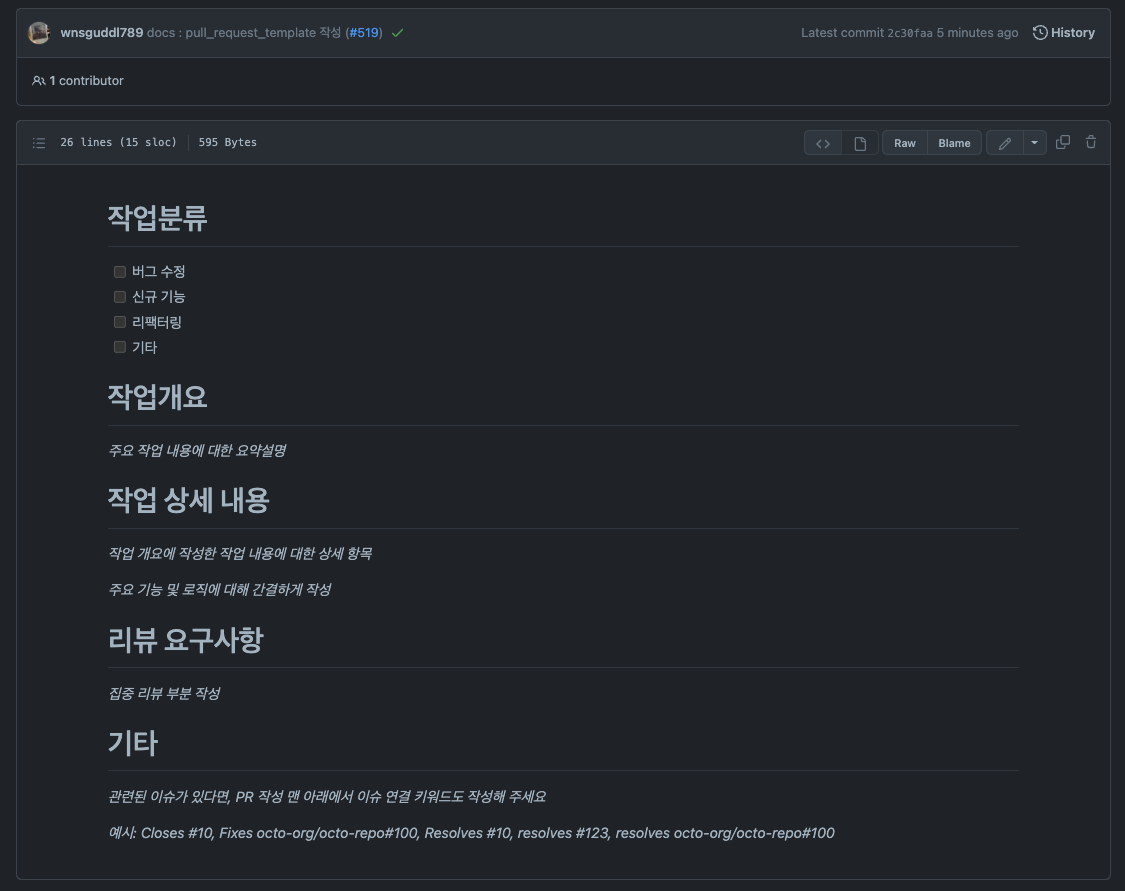 wnsguddl789 docs : pull_request_template 작성 (#519) Latest commit 2c30faa 5 minutes ago History
1 contributor
26 lines (15 sloc) 595 Bytes Raw Blame
작업분류
버그 수정
신규 기능
리팩터링
기타
작업개요
주요 작업 내용에 대한 요약설명
작업 상세 내용
작업 개요에 작성한 작업 내용에 대한 상세 항목
주요 기능 및 로직에 대해 간결하게 작성
리뷰 요구사항
집중 리뷰 부분 작성
기타
관련된 이슈가 있다면, PR 작성 맨 아래에서 이슈 연결 키워드도 작성해 주세요
예시: Closes #10, Fixes octo-org/octo-repo#100, Resolves #10, resolves #123, resolves octo-org/octo-repo#100